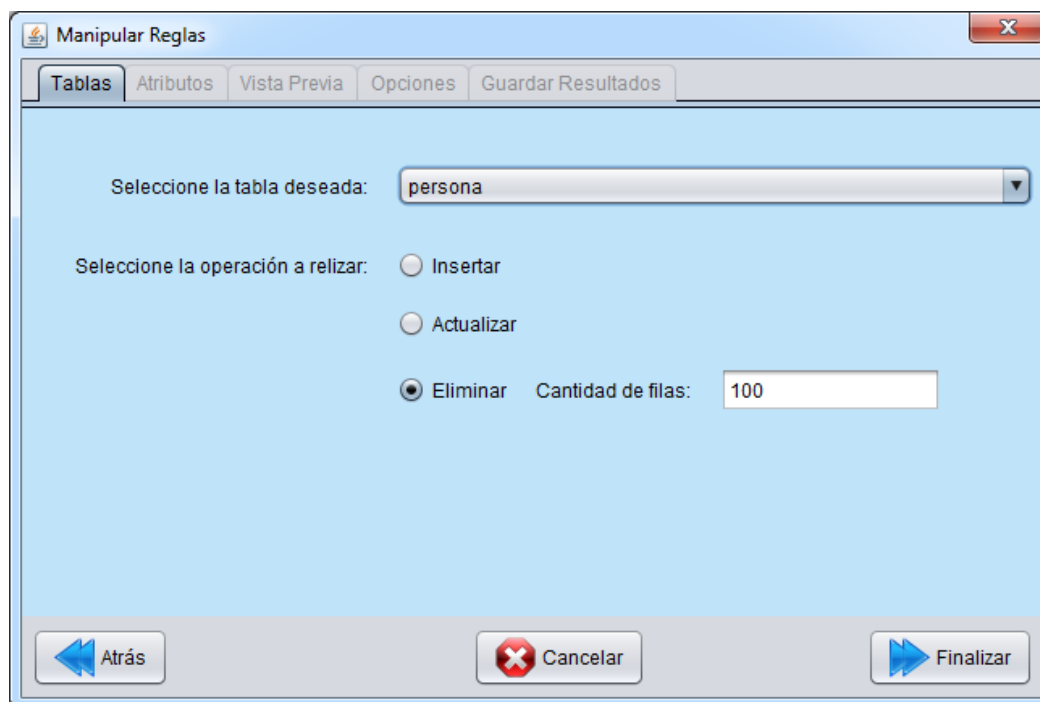 Manipular Reglas
Tablas Atributos Vista Previa Opciones Guardar Resultados
Seleccione la tabla deseada: persona
Seleccione la operación a relizar: Insertar
Actualizar
Eliminar Cantidad de filas: 100
Atrás Cancelar Finalizar